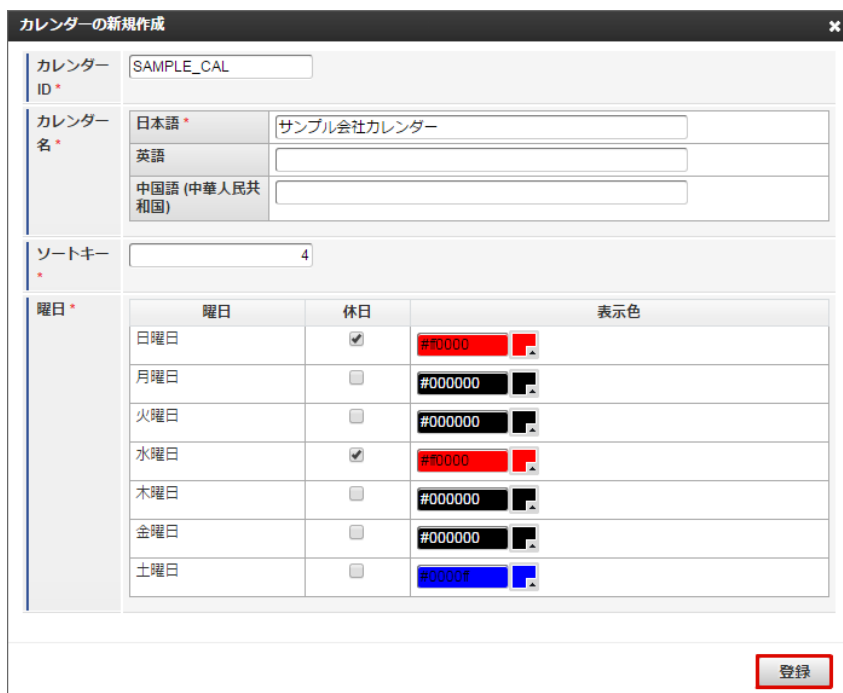 カレンダーの新規作成
カレンダー
ID *
SAMPLE_CAL
カレンダー
名 *
日本語 *
サンプル会社カレンダー
英語
中国語 (中華人民共
和国)
ソートキー
*
4
曜日 *
曜日 休日 表示色
日曜日 #ff0000
月曜日 #000000
火曜日 #000000
水曜日 #ff0000
木曜日 #000000
金曜日 #000000
土曜日 #0000ff
登録